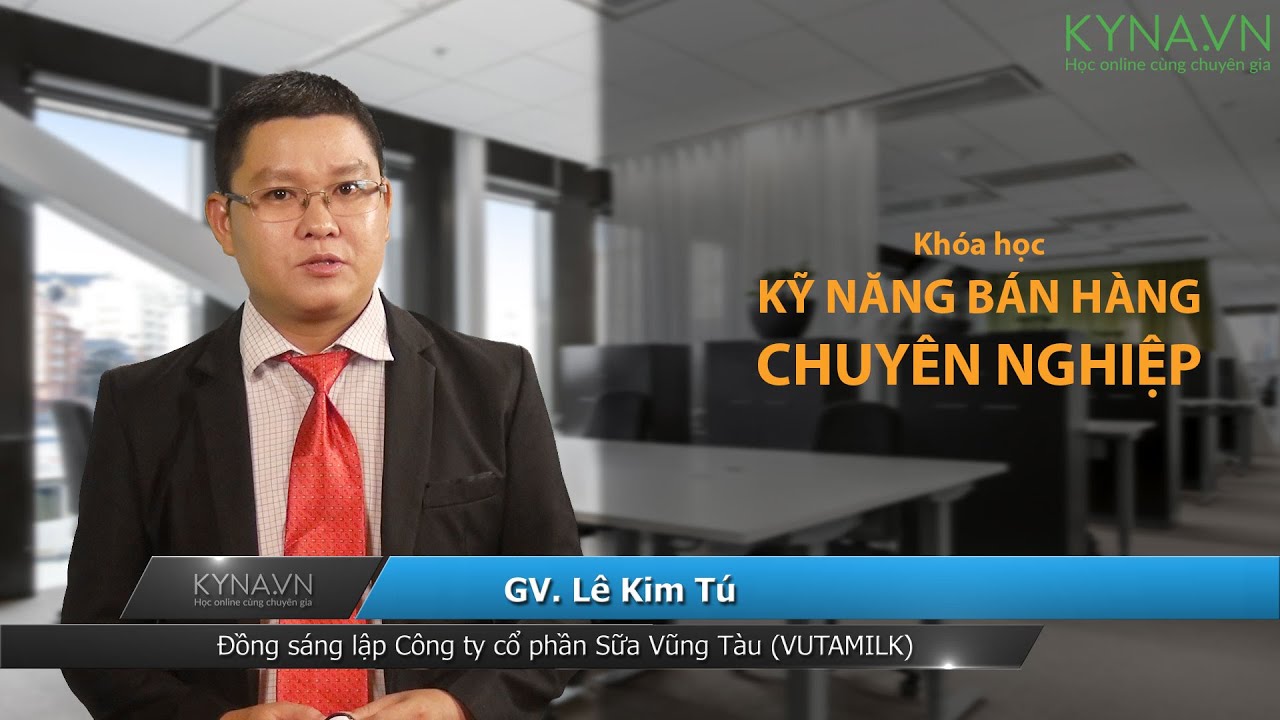 KYNA.VN
Học online cùng chuyên gia
Khóa học
KỸ NĂNG BÁN HÀNG
CHUYÊN NGHIỆP
KYNA.VN
Học online cùng chuyên gia
GV. Lê Kim Tú
Đồng sáng lập Công ty cổ phần Sữa Vũng Tàu (VUTAMILK)